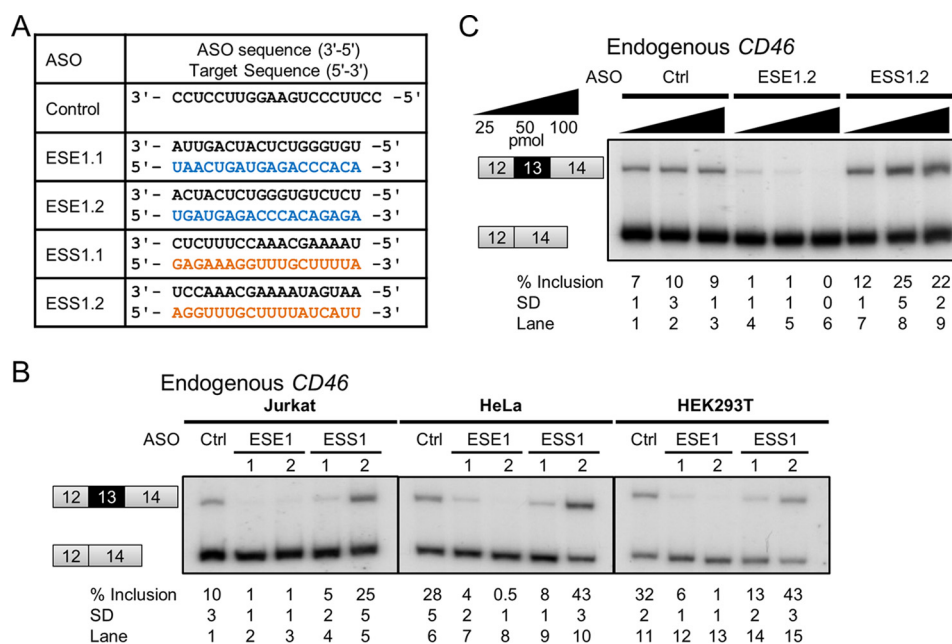 A
ASO
ASO sequence (3'-5')
Target Sequence (5'-3')
Control
3'- CCUCCUUGGAAGUCCCUUCC -5'
ESE1.1
3'- AUUGACUACUCUGGGUGU -5'
5'- UAACUGAUGAGACCCACA -3'
ESE1.2
3'- ACUACUCUGGGUGUCUCU -5'
5'- UGAUGAGACCCACAGAGA -3'
ESS1.1
3'- CUCUUUCCAAACGAAAAU -5'
5'- GAGAAAGGUUUGCUUUUA -3'
ESS1.2
3'- UCCAAACGAAAAUAGUAA -5'
5'- AGGUUUGCUUUUAUCAUU -3'
C
Endogenous CD46
ASO Ctrl ESE1.2 ESS1.2
25 50 100
pmol
12 13 14
12 14
% Inclusion 7 10 9 1 1 0 12 25 22
SD 1 3 1 1 1 0 1 5 2
Lane 1 2 3 4 5 6 7 8 9
B
Endogenous CD46
Jurkat HeLa HEK293T
ASO Ctrl ESE1 ESS1 Ctrl ESE1 ESS1 Ctrl ESE1 ESS1
1 2 1 2 1 2 1 2 1 2 1 2
12 13 14
12 14
% Inclusion 10 1 1 5 25 28 4 0.5 8 43 32 6 1 13 43
SD 3 1 1 2 5 5 2 1 1 3 2 1 1 2 3
Lane 1 2 3 4 5 6 7 8 9 10 11 12 13 14 15